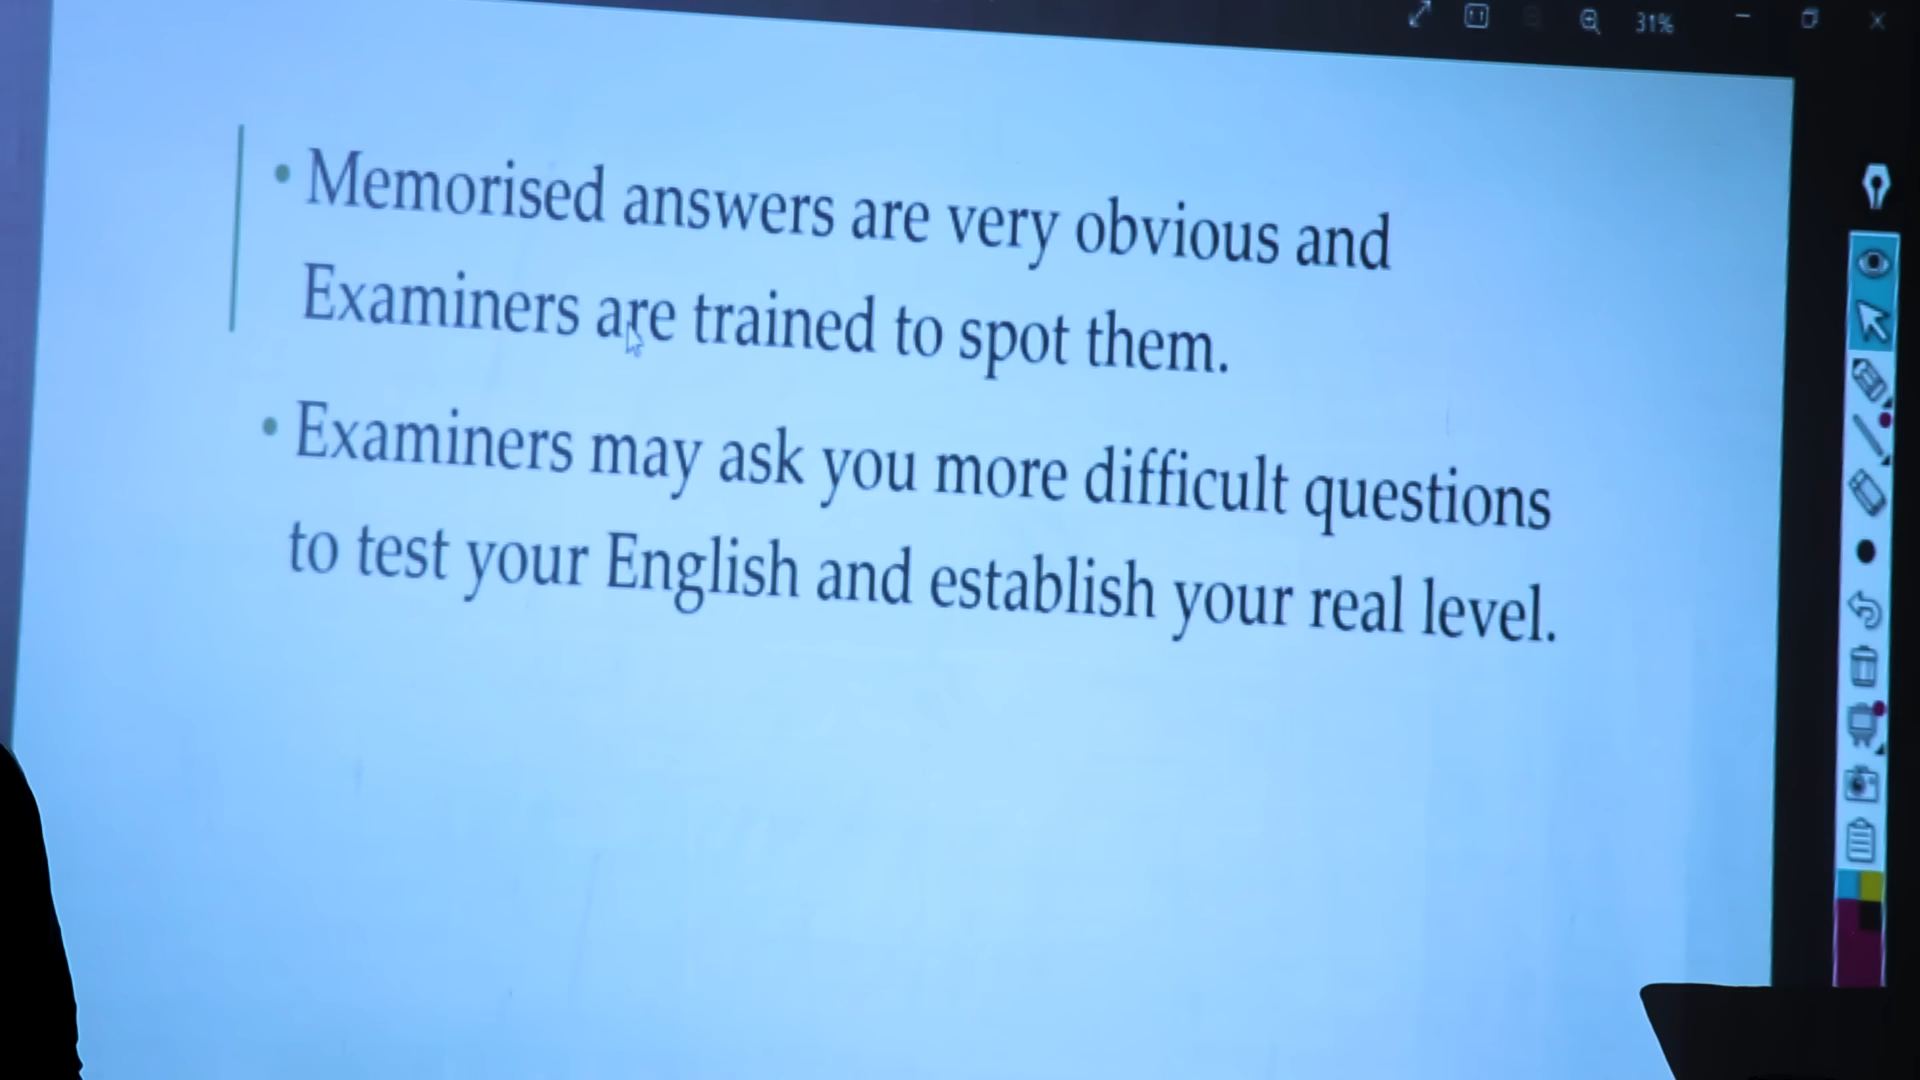 31%
• Memorised answers are very obvious and
Examiners are trained to spot them.
• Examiners may ask you more difficult questions
to test your English and establish your real level.